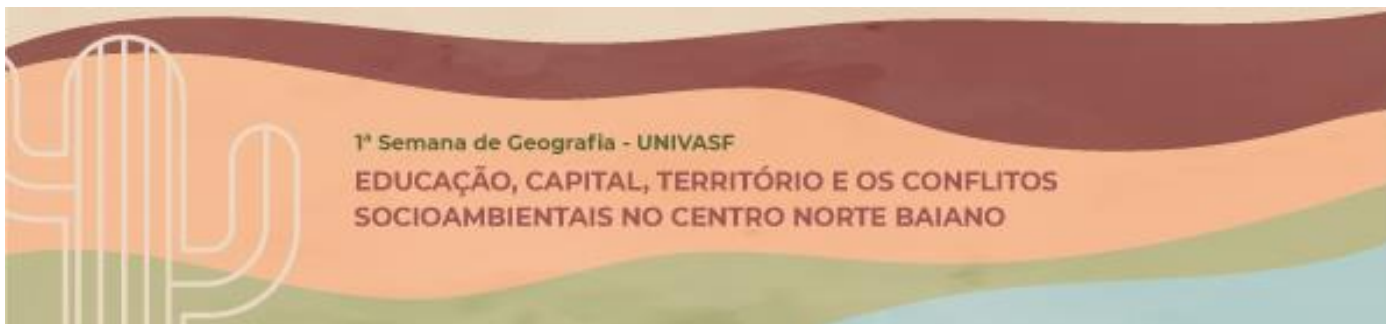 1ª Semana de Geografia - UNIVASF
EDUCAÇÃO, CAPITAL, TERRITÓRIO E OS CONFLITOS
SOCIOAMBIENTAIS NO CENTRO NORTE BAIANO